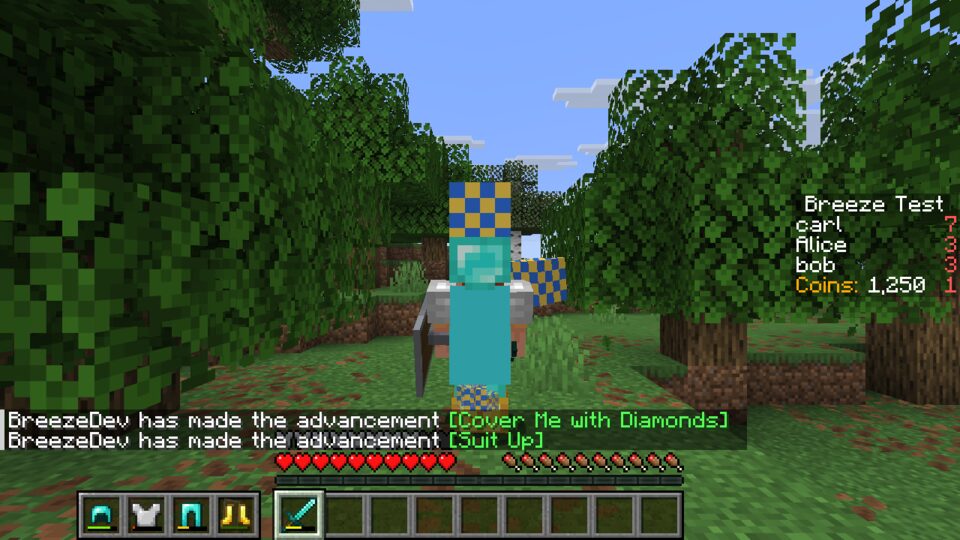 Breeze Test
carl 7
Alice 3
bob 3
Coins: 1,250 1
BreezeDev has made the advancement [Cover Me with Diamonds]
BreezeDev has made the advancement [Suit Up]